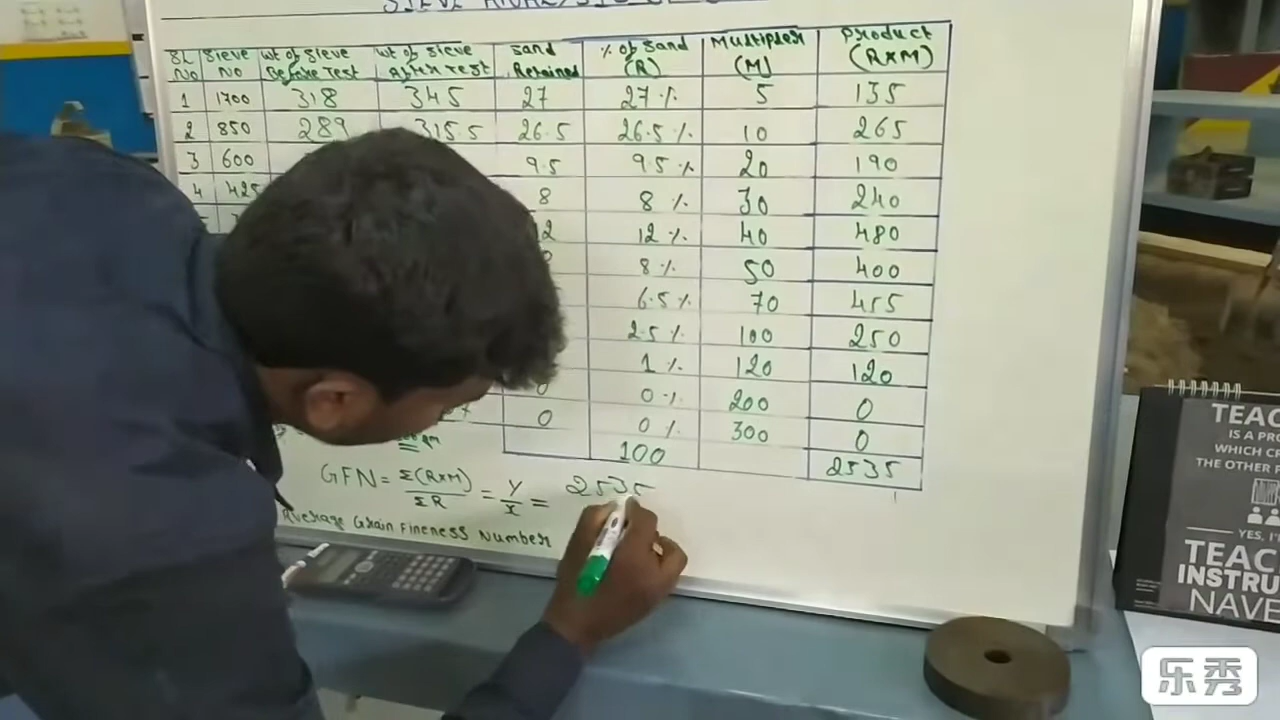 SIEVE ANALYSIS
SL No | Sieve No | wt of Sieve Before Test | wt of Sieve After Test | Sand Retained | % of Sand (R) | Multipler (M) | Product (R×M)
1 | 1700 | 318 | 345 | 27 | 27 % | 5 | 135
2 | 850 | 289 | 315 5 | 26.5 | 26.5 % | 10 | 265
3 | 600 | 9.5 | 9.5 % | 20 | 190
4 | 425 | 8 | 8 % | 30 | 240
12 % | 40 | 480
8 % | 50 | 400
6.5 % | 70 | 455
2.5 % | 100 | 250
1 % | 120 | 120
0 | 0 % | 200 | 0
0 | 0 % | 300 | 0
100 | 2535
GFN = Σ(R×M) / ΣR = Y / X = 2535
Average Grain Fineness Number
TEAC
IS A PRO
WHICH CR
THE OTHER P
YES, I'
TEAC
INSTRU
NAVE
乐秀